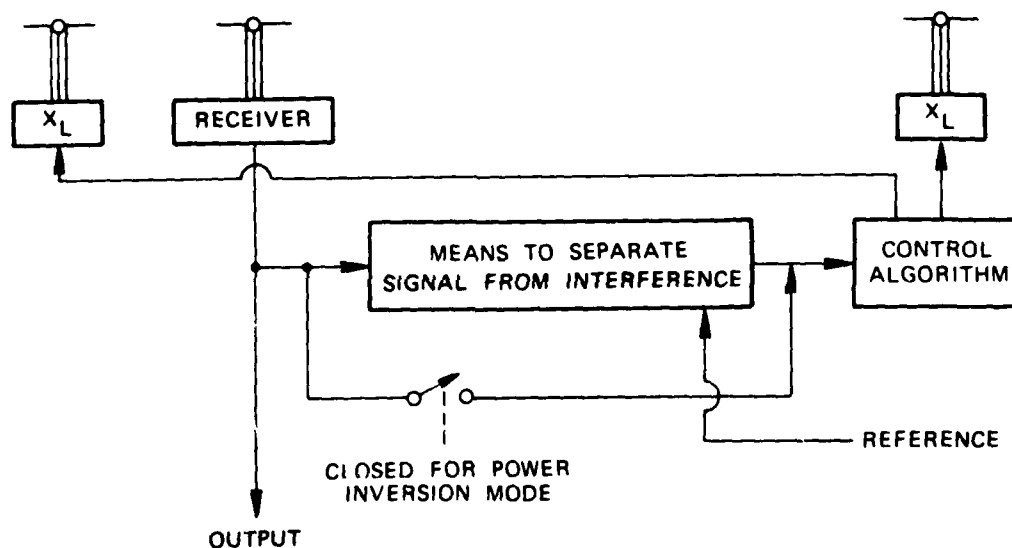 X_L
RECEIVER
X_L
MEANS TO SEPARATE
SIGNAL FROM INTERFERENCE
CONTROL
ALGORITHM
REFERENCE
CLOSED FOR POWER
INVERSION MODE
OUTPUT